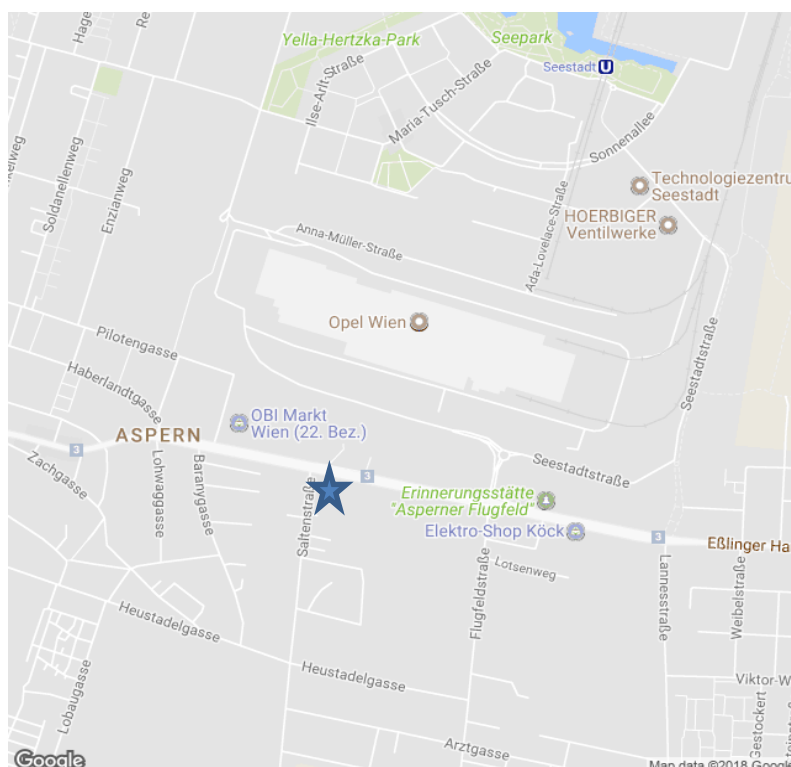 Hage
Re
Yella-Hertzka-Park
Seepark
Seestadt U
Ilse-Arlt-Straße
Maria-Tusch-Straße
Sonnenallee
Soldanellenweg
Enzianweg
Technologiezentru
Seestadt
HOERBIGER
Ventilwerke
Ada-Lovelace-Straße
Anna-Müller-Straße
Opel Wien
Pilotengasse
Haberlandtgasse
Seestadtstraße
OBI Markt
Wien (22. Bez.)
ASPERN
3
Zachgasse
Lohwaggasse
Baranygasse
Saltenstraße
3
Seestadtstraße
Erinnerungsstätte
"Asperner Flugfeld"
Elektro-Shop Köck
3
Eßlinger Ha
Lotsenweg
Flugfeldstraße
Lannesstraße
Weibelstraße
Heustadelgasse
Heustadelgasse
Lobaugasse
Viktor-W
Gestockert
Arztgasse
Google
Map data ©2018 Google